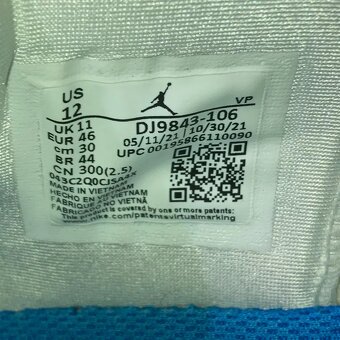 US
12
VP
UK 11
EUR 46
cm 30
BR 44
CN 300(2.5)
DJ9843-106
05/11/21 10/30/21
UPC 00195866110090
MADE IN VIETNAM
HECHO EN VIETNAM
FABRIQUÉ AU VIETNAM
FABRICADO NO VIETNÃ
This product is covered by one or more patents.
www.nike.com/patentsvirtualmarking